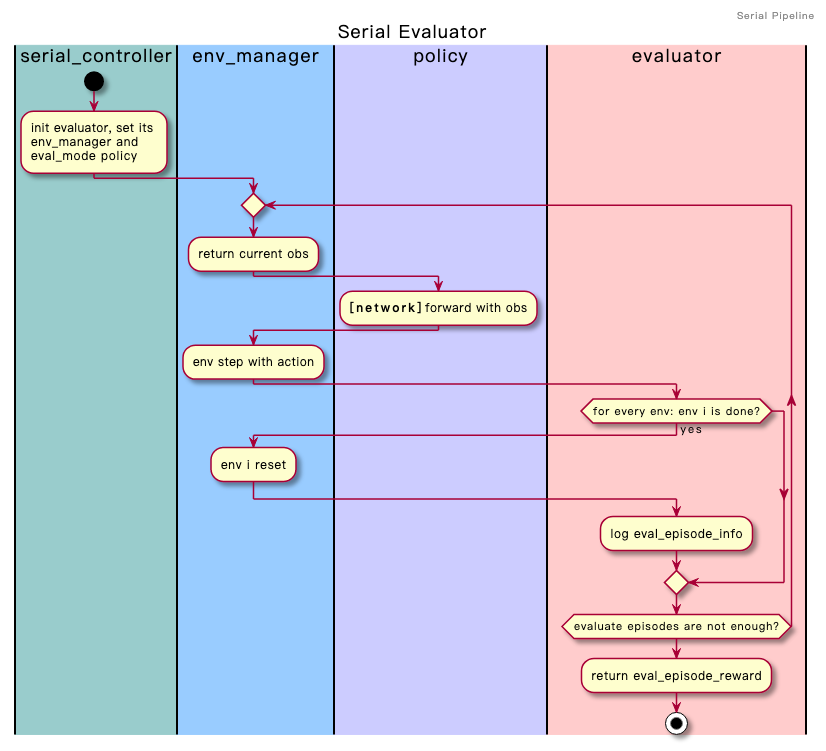 Serial Pipeline
Serial Evaluator
serial_controller
env_manager
policy
evaluator
init evaluator, set its
env_manager and
eval_mode policy
return current obs
[network]forward with obs
env step with action
for every env: env i is done?
yes
env i reset
log eval_episode_info
evaluate episodes are not enough?
return eval_episode_reward